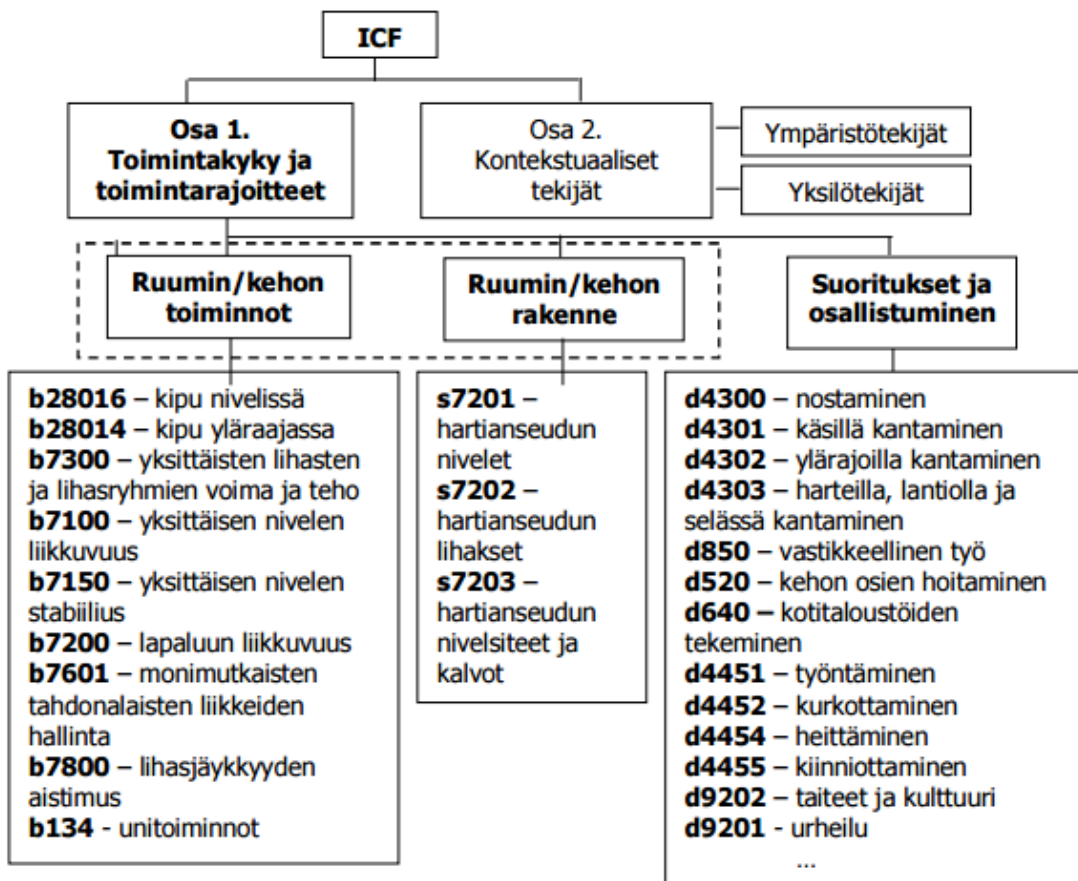 ICF
Osa 1.
Toimintakyky ja
toimintarajoitteet
Osa 2.
Kontekstuaaliset
tekijät
Ympäristötekijät
Yksilötekijät
Ruumin/kehon
toiminnot
Ruumin/kehon
rakenne
Suoritukset ja
osallistuminen
b28016 – kipu nivelissä
b28014 – kipu yläraajassa
b7300 – yksittäisten lihasten
ja lihasryhmien voima ja teho
b7100 – yksittäisen nivelen
liikkuvuus
b7150 – yksittäisen nivelen
stabiilius
b7200 – lapaluun liikkuvuus
b7601 – monimutkaisten
tahdonalaisten liikkeiden
hallinta
b7800 – lihasjäykkyyden
aistimus
b134 - unitoiminnot
s7201 –
hartianseudun
nivelet
s7202 –
hartianseudun
lihakset
s7203 –
hartianseudun
nivelsiteet ja
kalvot
d4300 – nostaminen
d4301 – käsillä kantaminen
d4302 – ylärajoilla kantaminen
d4303 – harteilla, lantiolla ja
selässä kantaminen
d850 – vastikkeellinen työ
d520 – kehon osien hoitaminen
d640 – kotitaloustöiden
tekeminen
d4451 – työntäminen
d4452 – kurkottaminen
d4454 – heittäminen
d4455 – kiinniottaminen
d9202 – taiteet ja kulttuuri
d9201 - urheilu
...